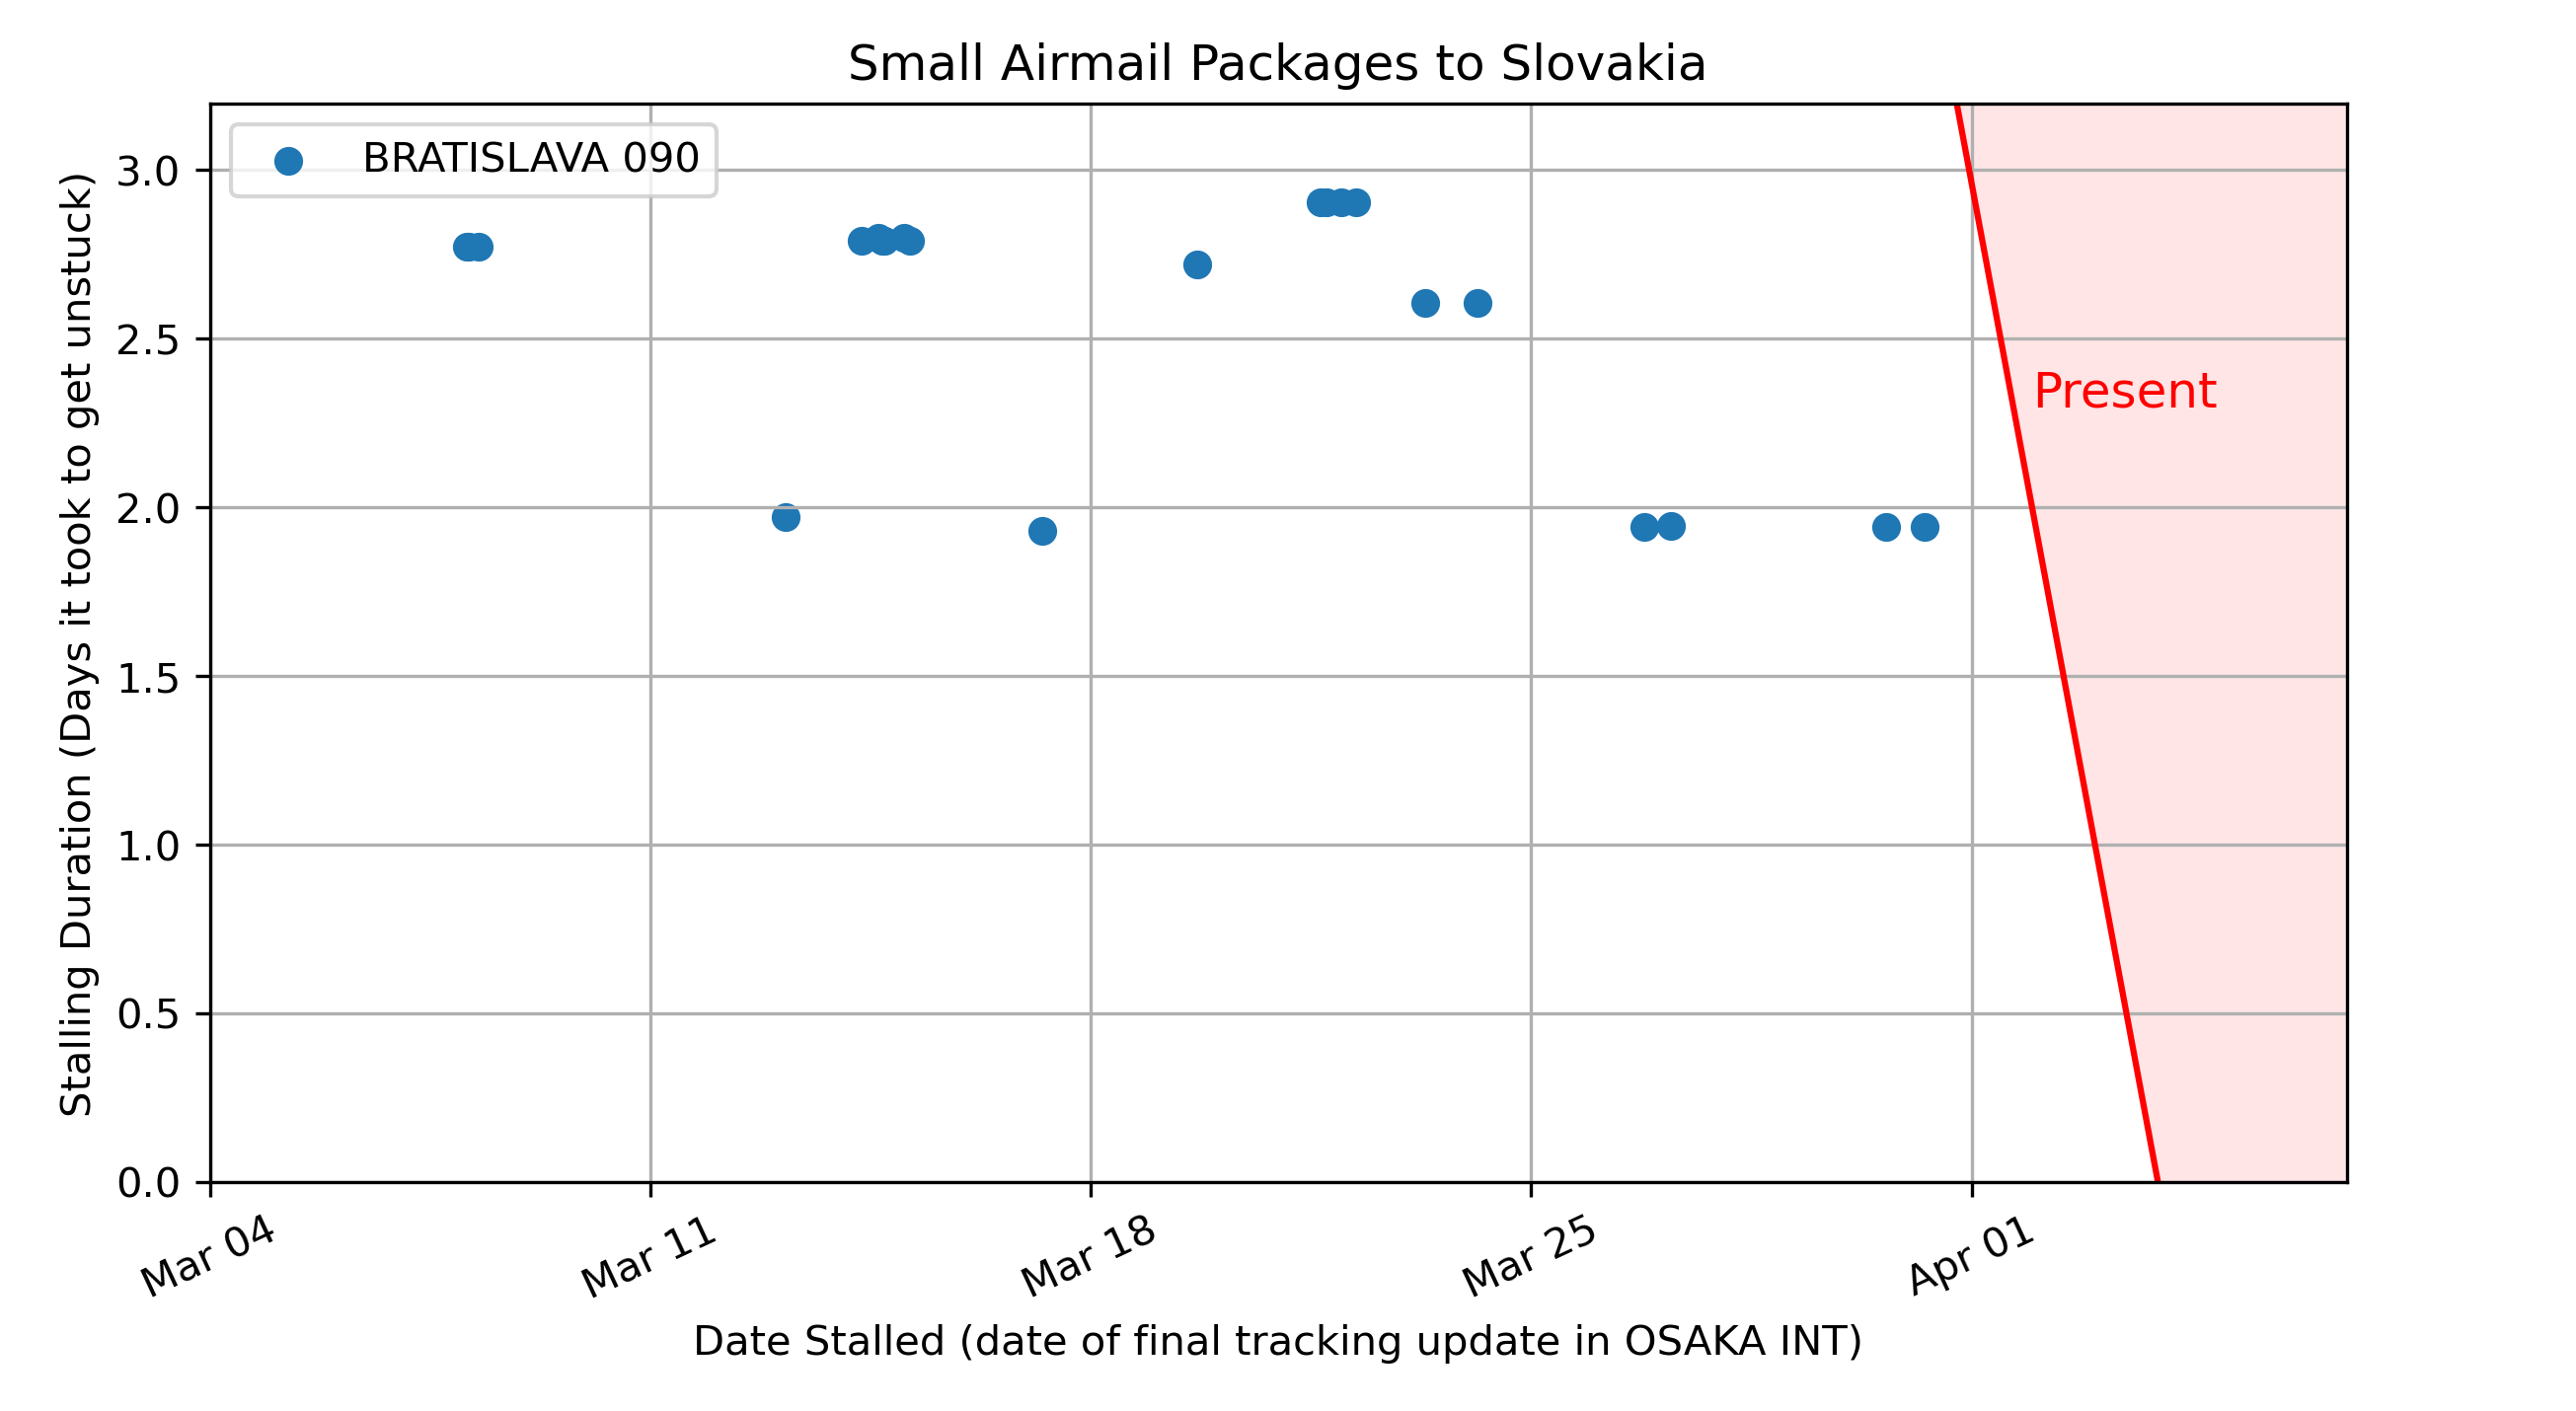 Small Airmail Packages to Slovakia
BRATISLAVA 090
Present
Stalling Duration (Days it took to get unstuck)
3.0
2.5
2.0
1.5
1.0
0.5
0.0
Mar 04
Mar 11
Mar 18
Mar 25
Apr 01
Date Stalled (date of final tracking update in OSAKA INT)